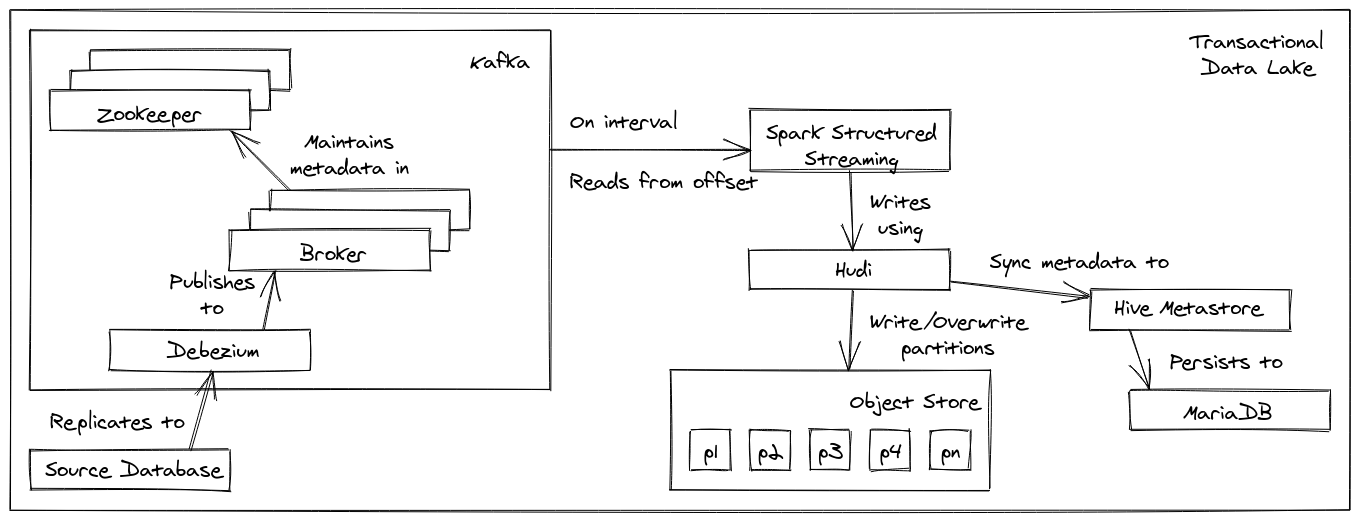 Transactional
Data Lake
Kafka
Zookeeper
Maintains
metadata in
Broker
Publishes
to
Debezium
Replicates to
Source Database
On interval
Reads from offset
Spark Structured
Streaming
Writes
using
Hudi
Sync metadata to
Hive Metastore
Persists to
MariaDB
Write/Overwrite
partitions
Object Store
p1 p2 p3 p4 pn